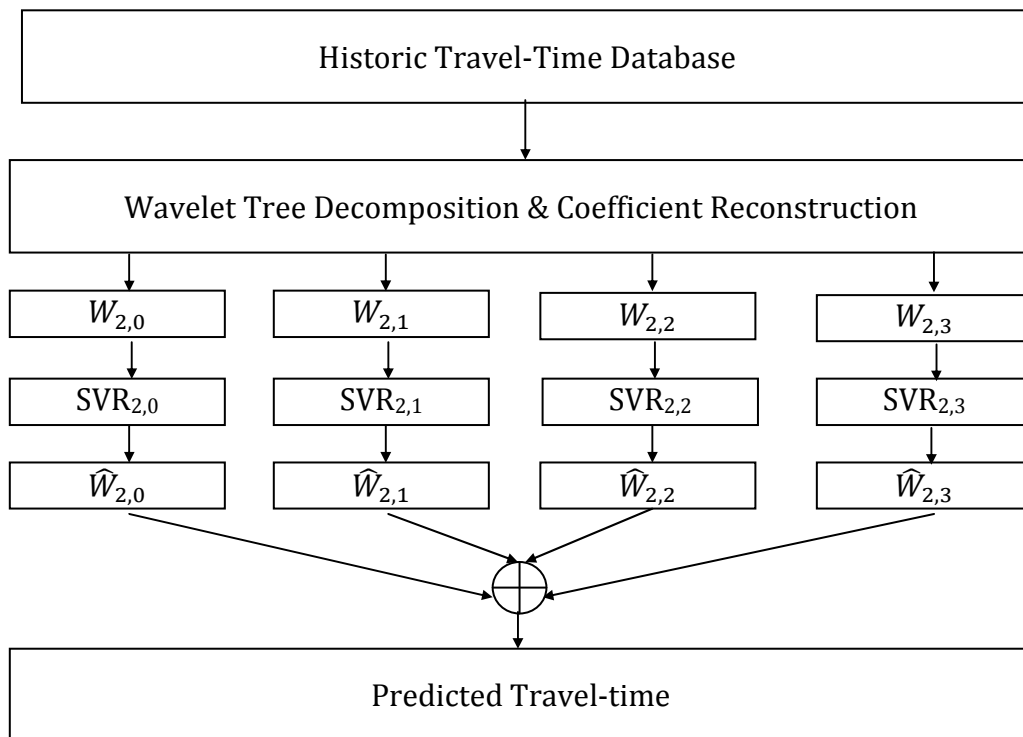 Historic Travel-Time Database
Wavelet Tree Decomposition & Coefficient Reconstruction
W₂,₀ W₂,₁ W₂,₂ W₂,₃
SVR₂,₀ SVR₂,₁ SVR₂,₂ SVR₂,₃
Ŵ₂,₀ Ŵ₂,₁ Ŵ₂,₂ Ŵ₂,₃
Predicted Travel-time